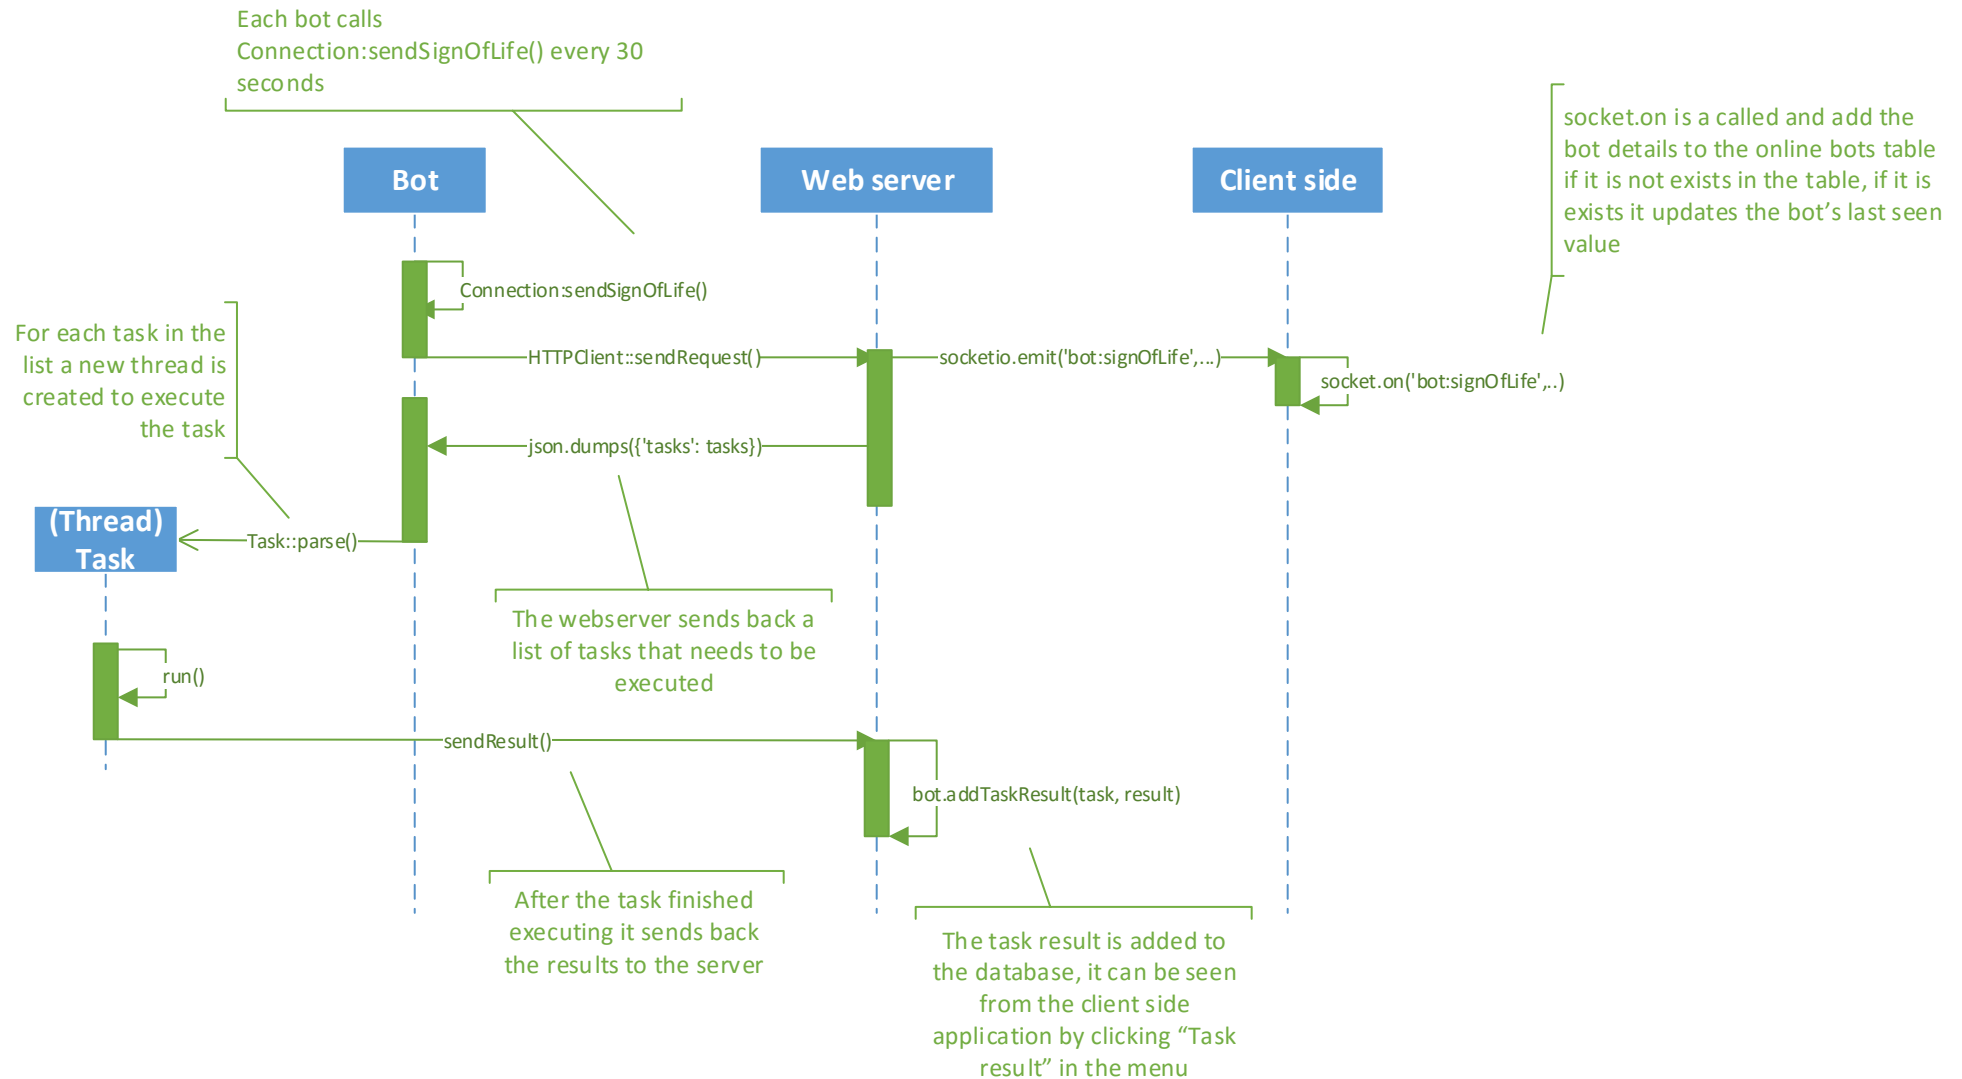 Each bot calls
Connection:sendSignOfLife() every 30
seconds
socket.on is a called and add the
bot details to the online bots table
if it is not exists in the table, if it is
exists it updates the bot’s last seen
value
Bot
Web server
Client side
Connection:sendSignOfLife()
For each task in the
list a new thread is
created to execute
the task
HTTPClient::sendRequest()
socketio.emit('bot:signOfLife',...)
socket.on('bot:signOfLife',..)
json.dumps({'tasks': tasks})
(Thread)
Task
Task::parse()
The webserver sends back a
list of tasks that needs to be
executed
run()
sendResult()
bot.addTaskResult(task, result)
After the task finished
executing it sends back
the results to the server
The task result is added to
the database, it can be seen
from the client side
application by clicking “Task
result” in the menu